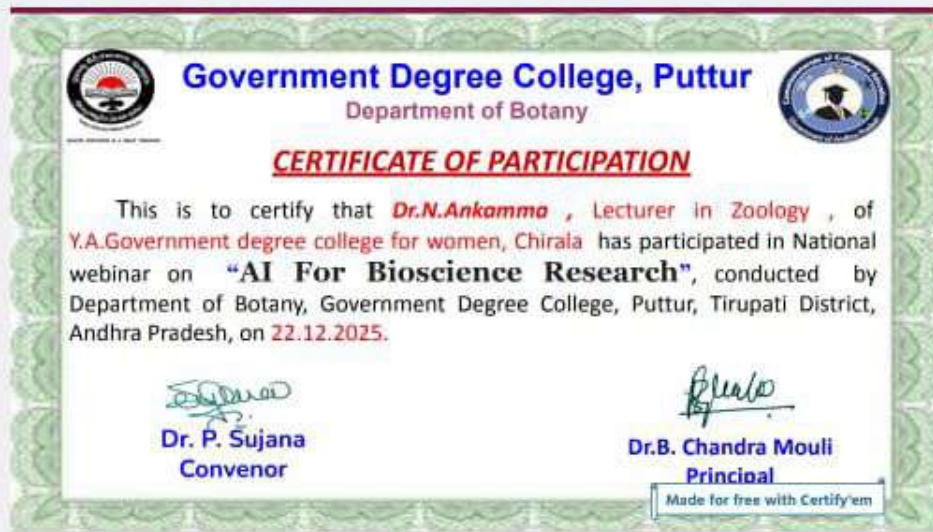 Government Degree College, Puttur
Department of Botany
CERTIFICATE OF PARTICIPATION
This is to certify that Dr.N.Ankamma , Lecturer in Zoology , of
Y.A.Government degree college for women, Chirala has participated in National
webinar on “AI For Bioscience Research”, conducted by
Department of Botany, Government Degree College, Puttur, Tirupati District,
Andhra Pradesh, on 22.12.2025.
Dr. P. Sujana
Convenor
Dr.B. Chandra Mouli
Principal
Made for free with Certify'em